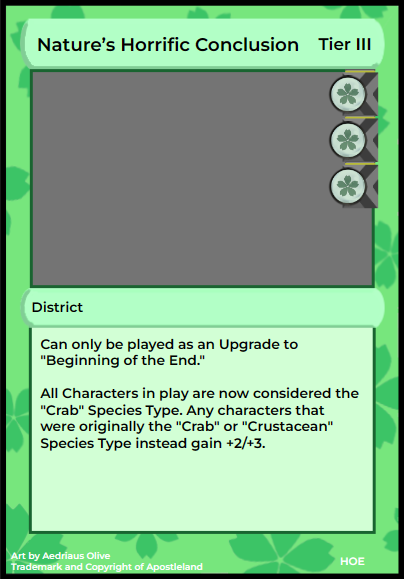 Nature's Horrific Conclusion Tier III
District
Can only be played as an Upgrade to
"Beginning of the End."
All Characters in play are now considered the
"Crab" Species Type. Any characters that
were originally the "Crab" or "Crustacean"
Species Type instead gain +2/+3.
Art by Aedriaus Olive
Trademark and Copyright of Apostleland
HOE